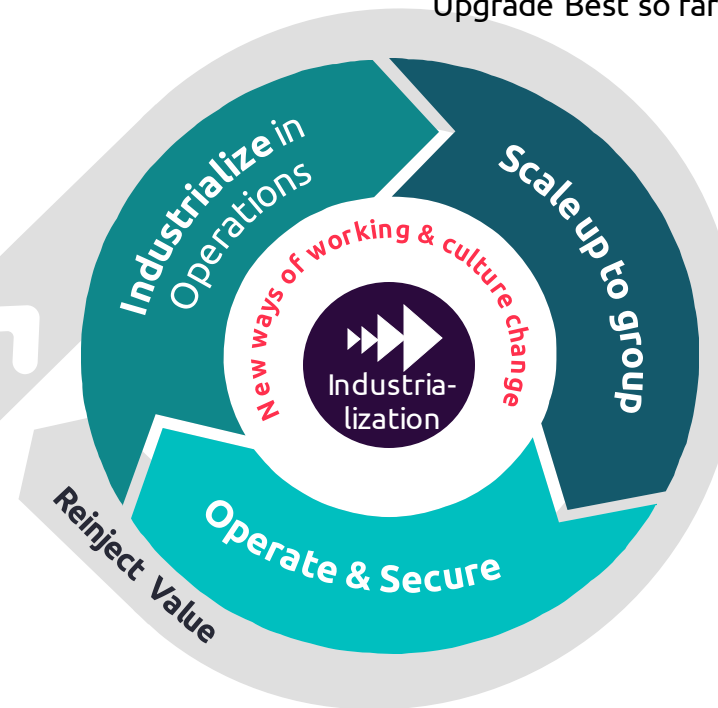 Upgrade Best so far
Industrialize in
Operations
Scale up to group
New ways of working & culture change
Industria-
lization
Operate & Secure
Reinject Value